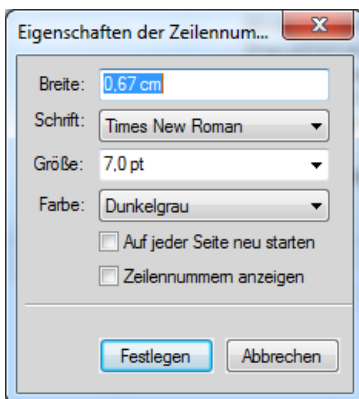 Eigenschaften der Zeilennum...
Breite: 0,67 cm
Schrift: Times New Roman
Größe: 7,0 pt
Farbe: Dunkelgrau
Auf jeder Seite neu starten
Zeilennummern anzeigen
Festlegen Abbrechen